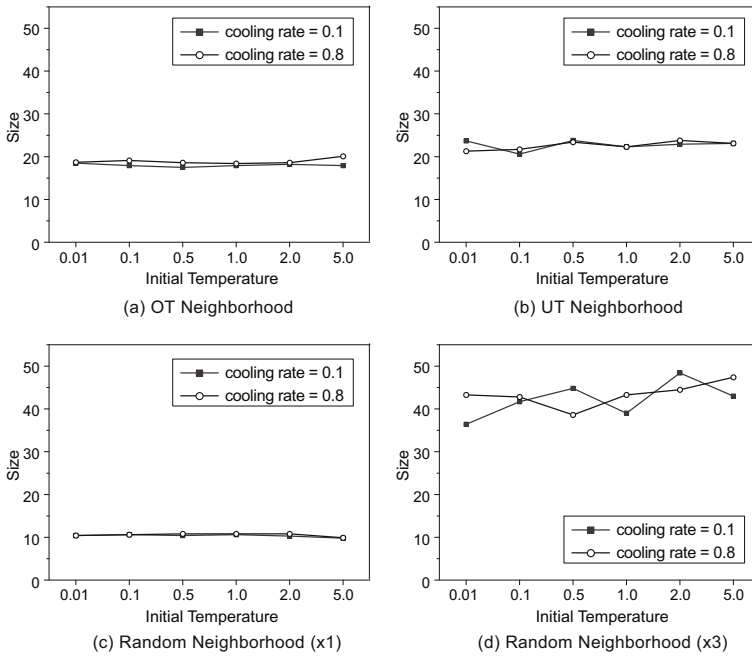 50
40
30
20
10
0
Size
cooling rate = 0.1
cooling rate = 0.8
0.01 0.1 0.5 1.0 2.0 5.0
Initial Temperature
(a) OT Neighborhood
50
40
30
20
10
0
Size
cooling rate = 0.1
cooling rate = 0.8
0.01 0.1 0.5 1.0 2.0 5.0
Initial Temperature
(b) UT Neighborhood
50
40
30
20
10
0
Size
cooling rate = 0.1
cooling rate = 0.8
0.01 0.1 0.5 1.0 2.0 5.0
Initial Temperature
(c) Random Neighborhood (x1)
50
40
30
20
10
0
Size
cooling rate = 0.1
cooling rate = 0.8
0.01 0.1 0.5 1.0 2.0 5.0
Initial Temperature
(d) Random Neighborhood (x3)